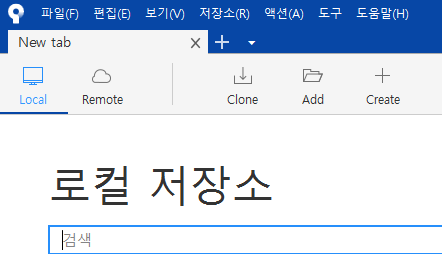 파일(F) 편집(E) 보기(V) 저장소(R) 액션(A) 도구 도움말(H)
New tab
Local Remote Clone Add Create
로컬 저장소
검색